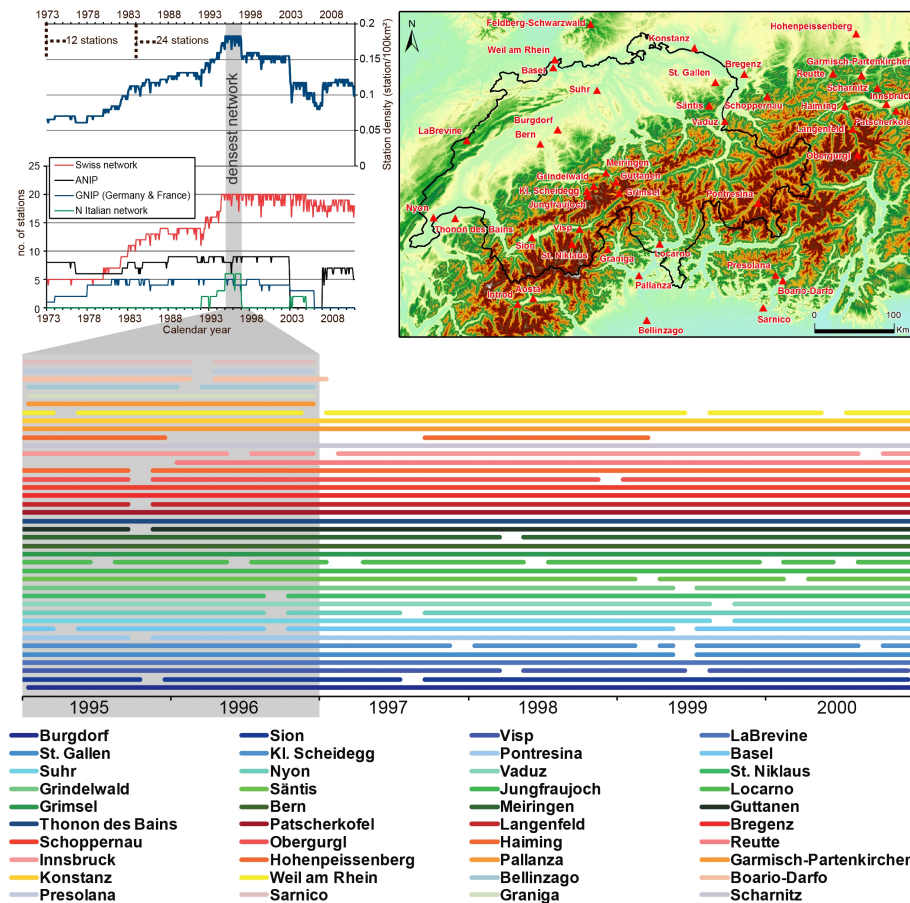 1973 1978 1983 1988 1993 1998 2003 2008
12 stations
24 stations
0.2
0.15
0.1
0.05
0
Station density (station/100km²)
densest network
25
20
15
10
5
0
no. of stations
Swiss network
ANIP
GNIP (Germany & France)
N Italian network
1973 1978 1983 1988 1993 1998 2003 2008
Calendar year
N
Feldberg-Schwarzwald
Hohenpeissenberg
Konstanz
Weil am Rhein
Basel
Garmisch-Partenkirchen
Bregenz
Reutte
St. Gallen
Scharnitz
Suhr
Innsbruck
Säntis
Schoppernau
Haiming
Patscherkofel
Burgdorf
Vaduz
Langenfeld
LaBrevine
Bern
Obergurgl
Meiringen
Grindelwald
Guttanen
Kl. Scheidegg
Grimsel
Pontresina
Jungfraujoch
Nyon
Thonon des Bains
Visp
Sion
St. Niklaus
Locarno
Graniga
Presolana
Pallanza
Boario-Darfo
Aosta
Introd
Sarnico
Bellinzago
0 100
Km
1995 1996 1997 1998 1999 2000
Burgdorf Sion Visp LaBrevine
St. Gallen Kl. Scheidegg Pontresina Basel
Suhr Nyon Vaduz St. Niklaus
Grindelwald Säntis Jungfraujoch Locarno
Grimsel Bern Meiringen Guttanen
Thonon des Bains Patscherkofel Langenfeld Bregenz
Schoppernau Obergurgl Haiming Reutte
Innsbruck Hohenpeissenberg Pallanza Garmisch-Partenkirchen
Konstanz Weil am Rhein Bellinzago Boario-Darfo
Presolana Sarnico Graniga Scharnitz